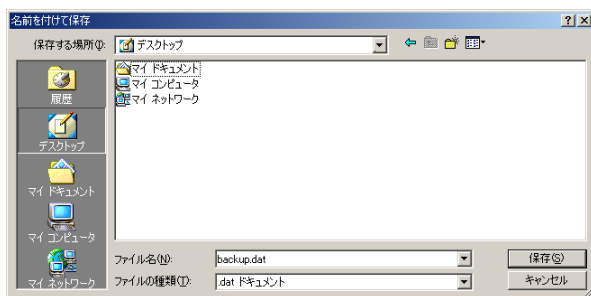 名前を付けて保存
保存する場所(I):
デスクトップ
履歴
デスクトップ
マイ ドキュメント
マイ コンピュータ
マイ ネットワーク
マイ ドキュメント
マイ コンピュータ
マイ ネットワーク
ファイル名(N):
backup.dat
保存(S)
ファイルの種類(T):
.dat ドキュメント
キャンセル